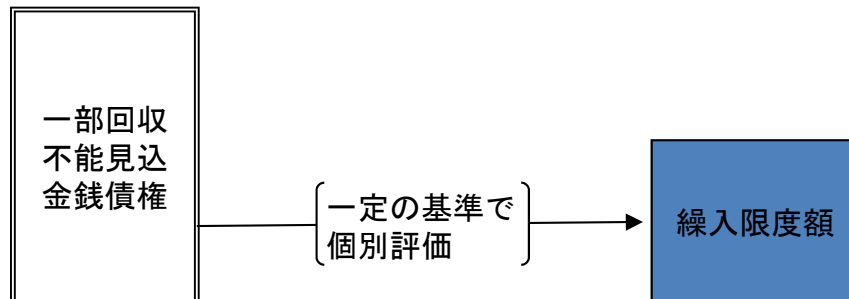 一部回収
不能見込
金銭債権
一定の基準で
個別評価
繰入限度額